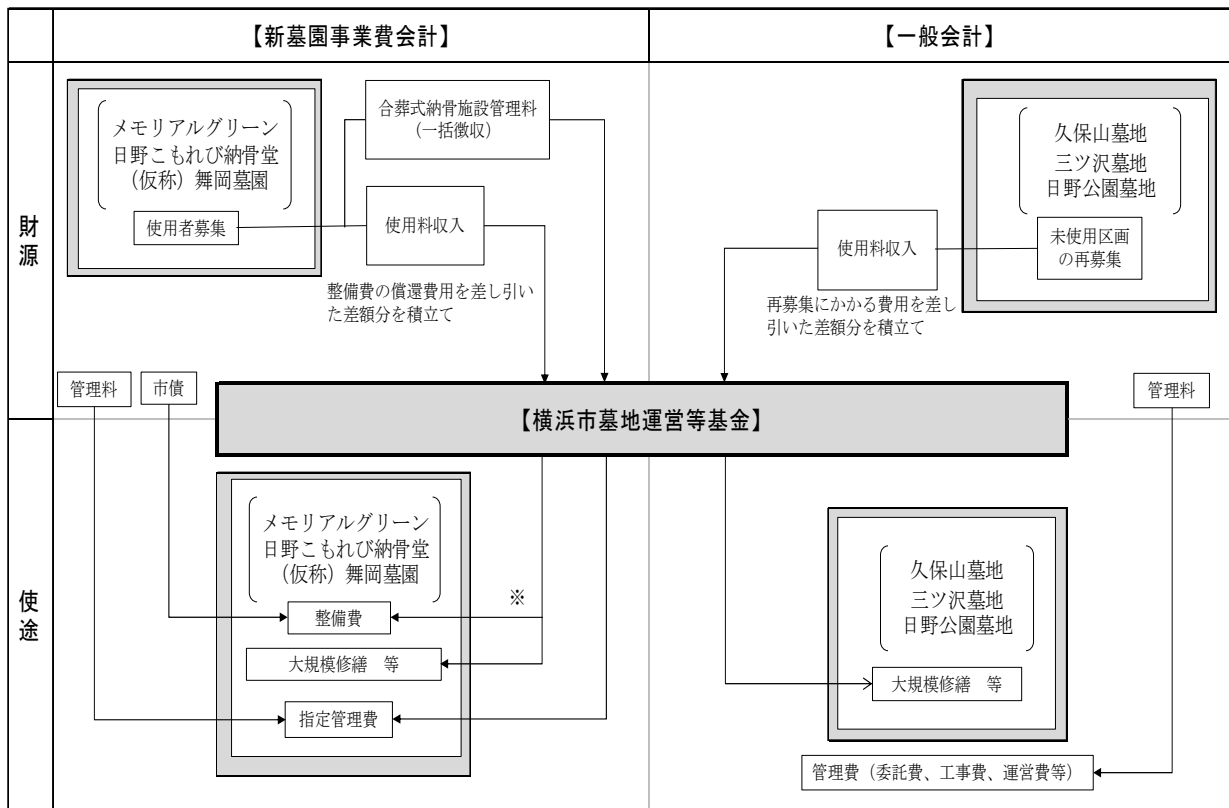 【新墓園事業費会計】
【一般会計】
財源
メモリアルグリーン
日野こもれび納骨堂
(仮称)舞岡墓園
使用者募集
合葬式納骨施設管理料
(一括徴収)
使用料収入
整備費の償還費用を差し引い
た差額分を積立て
久保山墓地
三ツ沢墓地
日野公園墓地
未使用区画
の再募集
使用料収入
再募集にかかる費用を差し
引いた差額分を積立て
管理料
市債
管理料
【横浜市墓地運営等基金】
使途
メモリアルグリーン
日野こもれび納骨堂
(仮称)舞岡墓園
※
整備費
大規模修繕 等
指定管理費
久保山墓地
三ツ沢墓地
日野公園墓地
大規模修繕 等
管理費(委託費、工事費、運営費等)